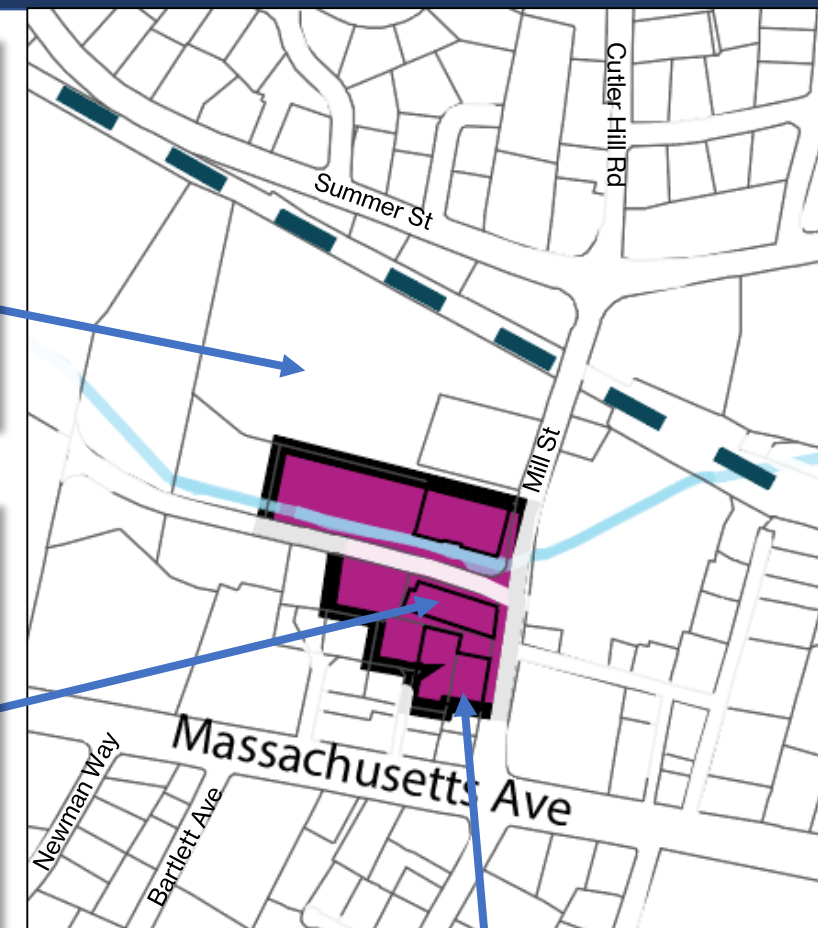 Cutler Hill Rd
Summer St
Mill St
Massachusetts Ave
Newman Way
Bartlett Ave